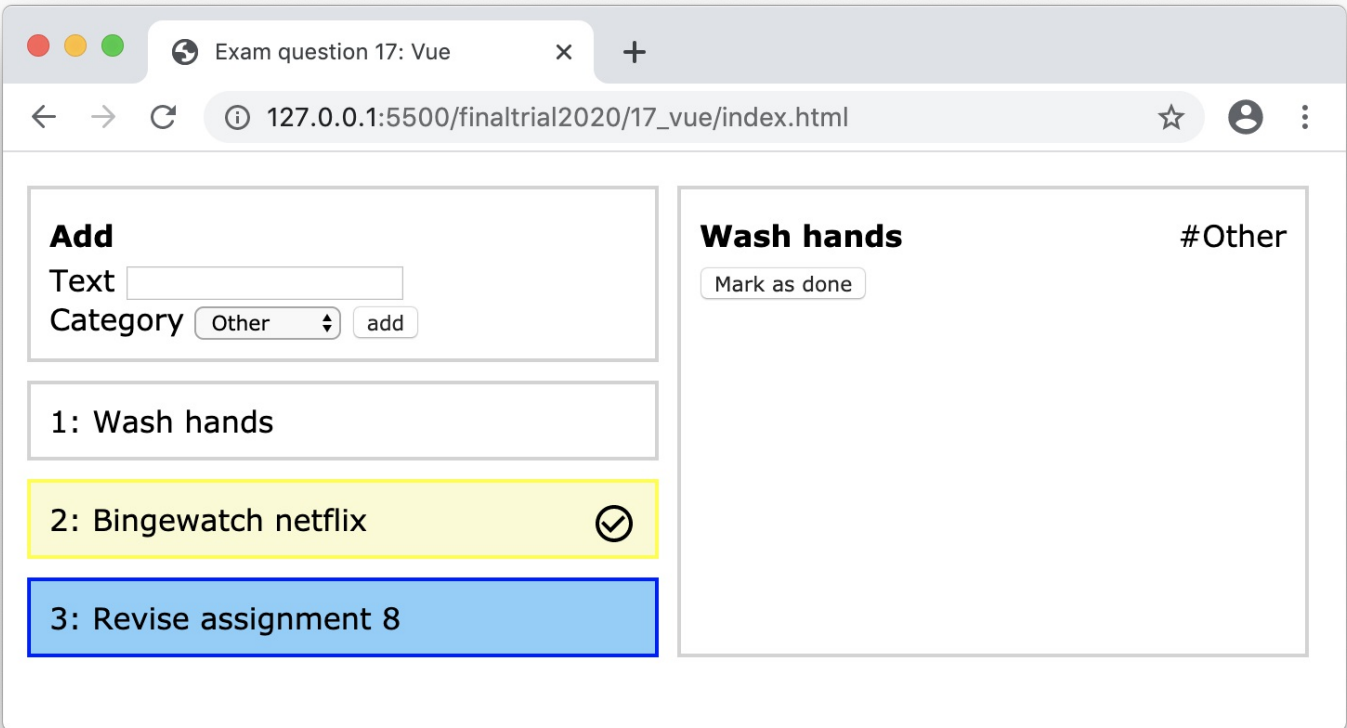 Exam question 17: Vue
127.0.0.1:5500/finaltrial2020/17_vue/index.html
Add
Text
Category Other add
1: Wash hands
2: Bingewatch netflix
3: Revise assignment 8
Wash hands #Other
Mark as done